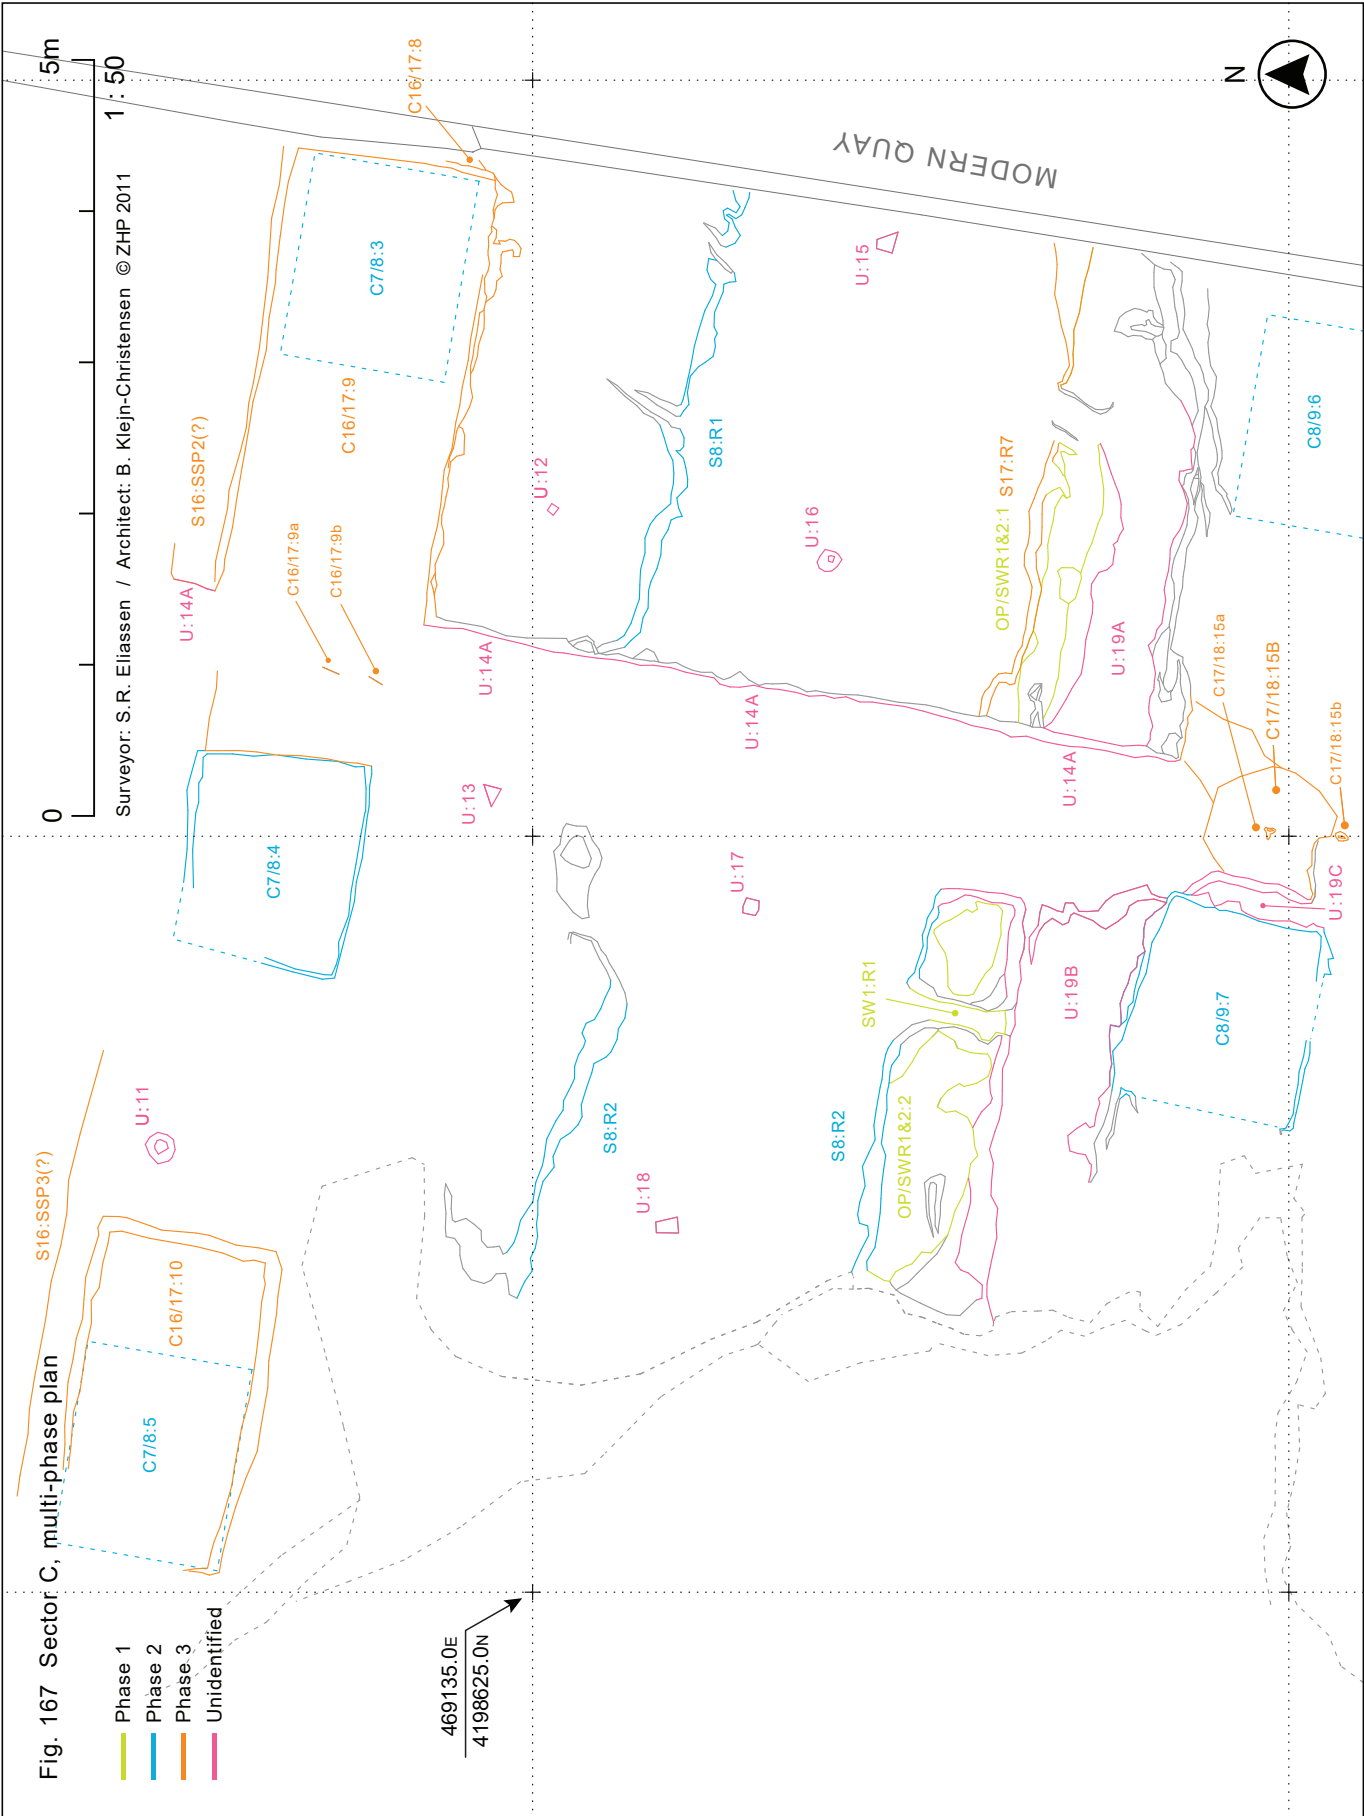 Fig. 167 Sector C, multi-phase plan
Phase 1
Phase 2
Phase 3
Unidentified
0
5m
1 : 50
Surveyor: S.R. Eliassen / Architect: B. Klejn-Christensen © ZHP 2011
469135.0E
4198625.0N
S16:SSP3(?)
U:11
C7/8:5
C16/17:10
C7/8:4
U:14A
S16:SSP2(?)
C16/17:9a
C16/17:9b
C16/17:9
C7/8:3
C16/17:8
U:13
U:14A
U:12
S8:R2
U:18
U:17
U:14A
S8:R1
U:16
U:15
MODERN QUAY
S8:R2
SW1:R1
OP/SWR1&2:2
OP/SWR1&2:1
S17:R7
U:19B
U:14A
U:19A
C8/9:7
C17/18:15a
C17/18:15B
C17/18:15b
U:19C
C8/9:6
N